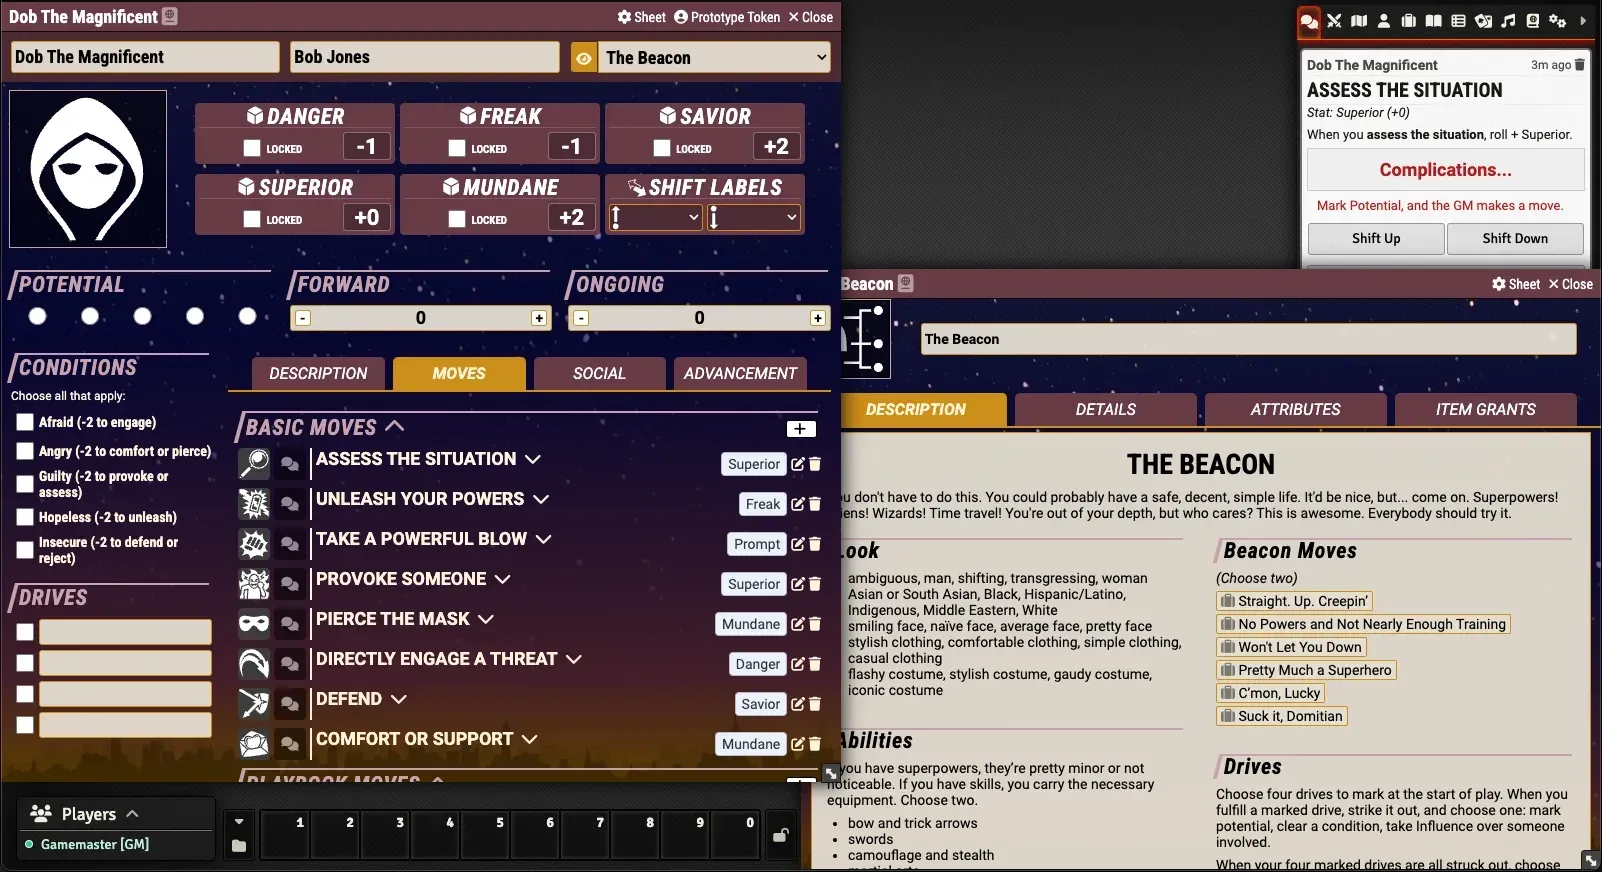 Dob The Magnificent
Sheet Prototype Token Close
Dob The Magnificent
Bob Jones
The Beacon
DANGER
LOCKED -1
FREAK
LOCKED -1
SAVIOR
LOCKED +2
SUPERIOR
LOCKED +0
MUNDANE
LOCKED +2
SHIFT LABELS
POTENTIAL
FORWARD
- 0 +
ONGOING
- 0 +
CONDITIONS
Choose all that apply:
Afraid (-2 to engage)
Angry (-2 to comfort or pierce)
Guilty (-2 to provoke or
assess)
Hopeless (-2 to unleash)
Insecure (-2 to defend or
reject)
DRIVES
DESCRIPTION
MOVES
SOCIAL
ADVANCEMENT
BASIC MOVES
+
ASSESS THE SITUATION Superior
UNLEASH YOUR POWERS Freak
TAKE A POWERFUL BLOW Prompt
PROVOKE SOMEONE Superior
PIERCE THE MASK Mundane
DIRECTLY ENGAGE A THREAT Danger
DEFEND Savior
COMFORT OR SUPPORT Mundane
PLAYBOOK MOVES
Players
Gamemaster [GM]
1 2 3 4 5 6 7 8 9 0
Dob The Magnificent 3m ago
ASSESS THE SITUATION
Stat: Superior (+0)
When you assess the situation, roll + Superior.
Complications...
Mark Potential, and the GM makes a move.
Shift Up
Shift Down
Beacon
Sheet Close
The Beacon
DESCRIPTION
DETAILS
ATTRIBUTES
ITEM GRANTS
THE BEACON
ou don't have to do this. You could probably have a safe, decent, simple life. It'd be nice, but... come on. Superpowers!
iens! Wizards! Time travel! You're out of your depth, but who cares? This is awesome. Everybody should try it.
Look
ambiguous, man, shifting, transgressing, woman
Asian or South Asian, Black, Hispanic/Latino,
Indigenous, Middle Eastern, White
smiling face, naïve face, average face, pretty face
stylish clothing, comfortable clothing, simple clothing,
casual clothing
flashy costume, stylish costume, gaudy costume,
iconic costume
Abilities
you have superpowers, they’re pretty minor or not
noticeable. If you have skills, you carry the necessary
equipment. Choose two.
• bow and trick arrows
• swords
• camouflage and stealth
• martial arts
Beacon Moves
(Choose two)
Straight. Up. Creepin’
No Powers and Not Nearly Enough Training
Won't Let You Down
Pretty Much a Superhero
C’mon, Lucky
Suck it, Domitian
Drives
Choose four drives to mark at the start of play. When you
fulfill a marked drive, strike it out, and choose one: mark
potential, clear a condition, take Influence over someone
involved.
When your four marked drives are all struck out, choose